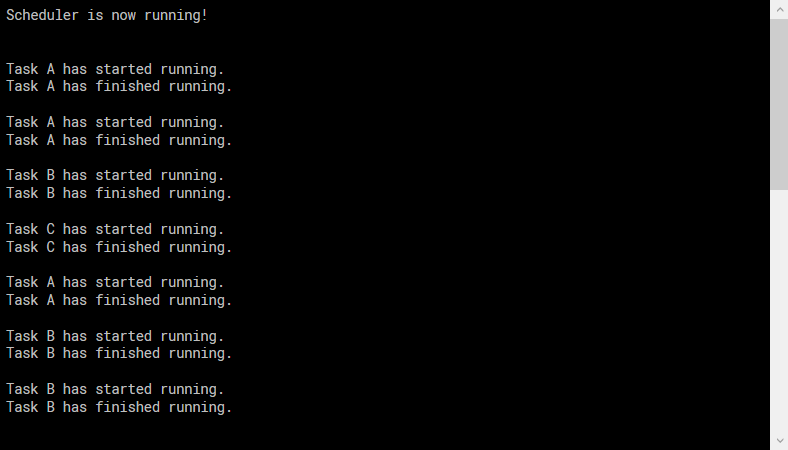 Scheduler is now running!
Task A has started running.
Task A has finished running.
Task A has started running.
Task A has finished running.
Task B has started running.
Task B has finished running.
Task C has started running.
Task C has finished running.
Task A has started running.
Task A has finished running.
Task B has started running.
Task B has finished running.
Task B has started running.
Task B has finished running.